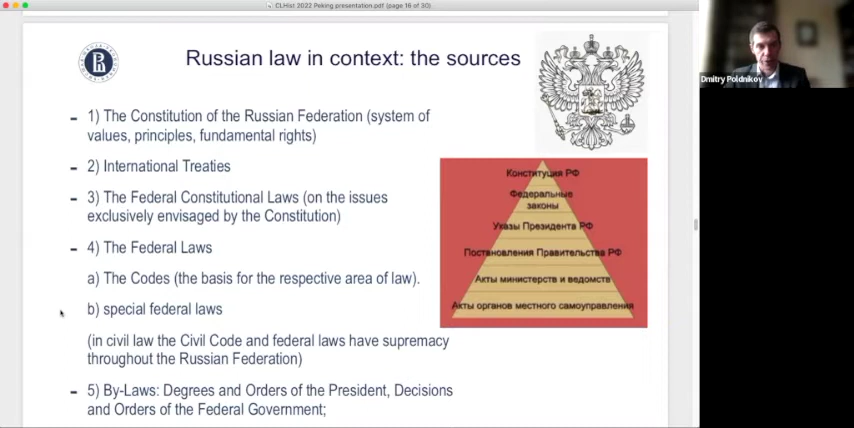 CLHist 2022 Peking presentation.pdf (page 16 of 30)
Dmitry Poldnikov
Russian law in context: the sources
- 1) The Constitution of the Russian Federation (system of
values, principles, fundamental rights)
- 2) International Treaties
- 3) The Federal Constitutional Laws (on the issues
exclusively envisaged by the Constitution)
- 4) The Federal Laws
a) The Codes (the basis for the respective area of law).
b) special federal laws
(in civil law the Civil Code and federal laws have supremacy
throughout the Russian Federation)
- 5) By-Laws: Degrees and Orders of the President, Decisions
and Orders of the Federal Government;
Конституция РФ
Федеральные
законы
Указы Президента РФ
Постановления Правительства РФ
Акты министерств и ведомств
Акты органов местного самоуправления